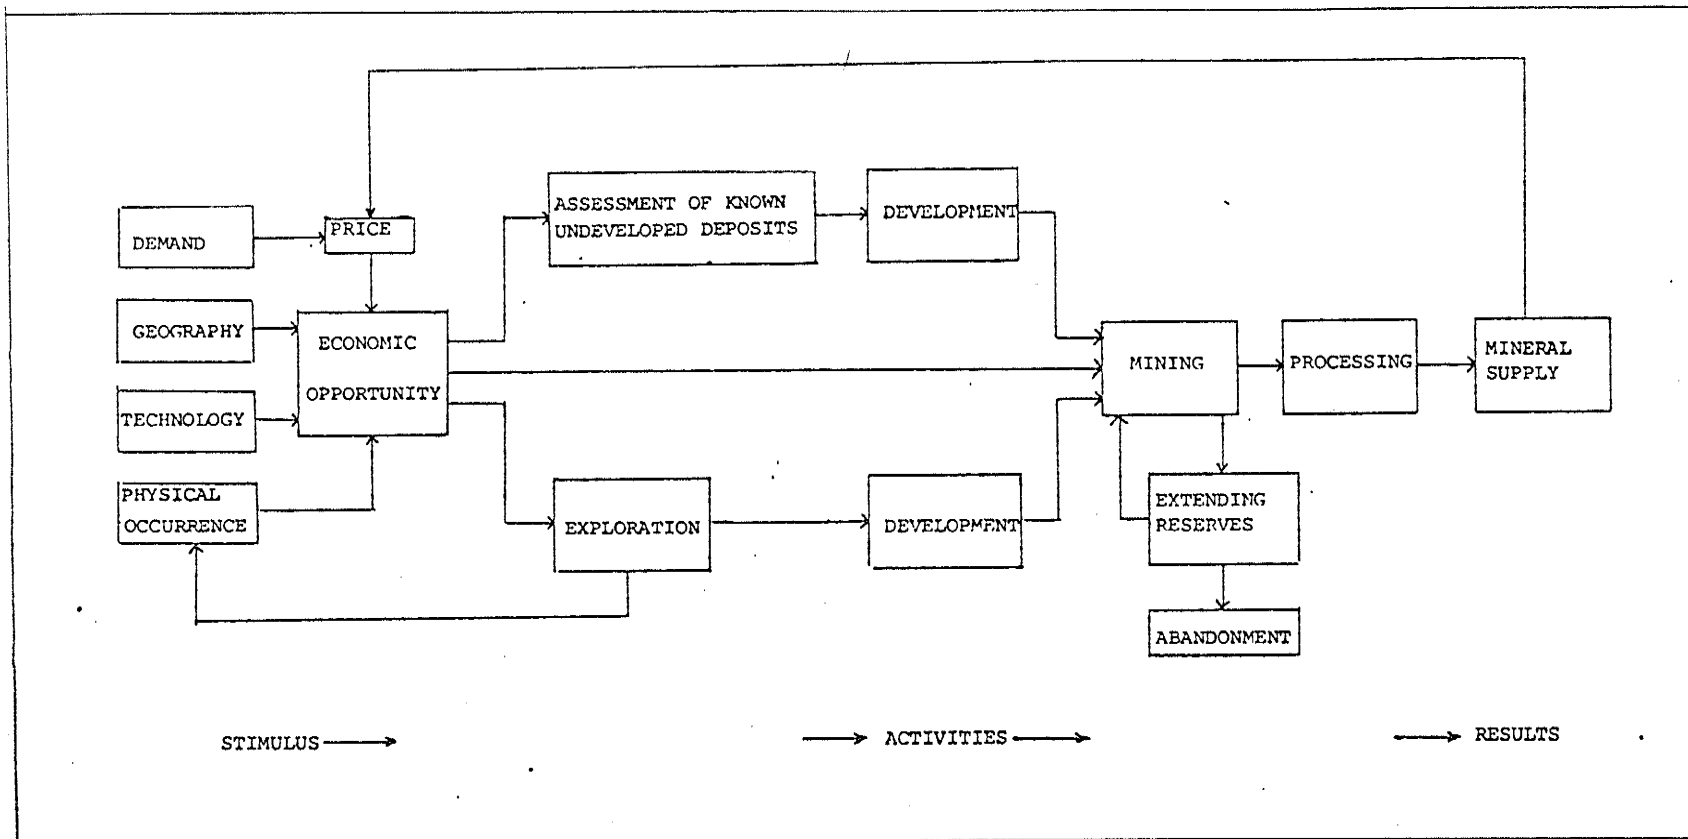 DEMAND
PRICE
GEOGRAPHY
TECHNOLOGY
PHYSICAL
OCCURRENCE
ECONOMIC
OPPORTUNITY
ASSESSMENT OF KNOWN
UNDEVELOPED DEPOSITS
DEVELOPMENT
EXPLORATION
DEVELOPMENT
MINING
PROCESSING
MINERAL
SUPPLY
EXTENDING
RESERVES
ABANDONMENT
STIMULUS
ACTIVITIES
RESULTS